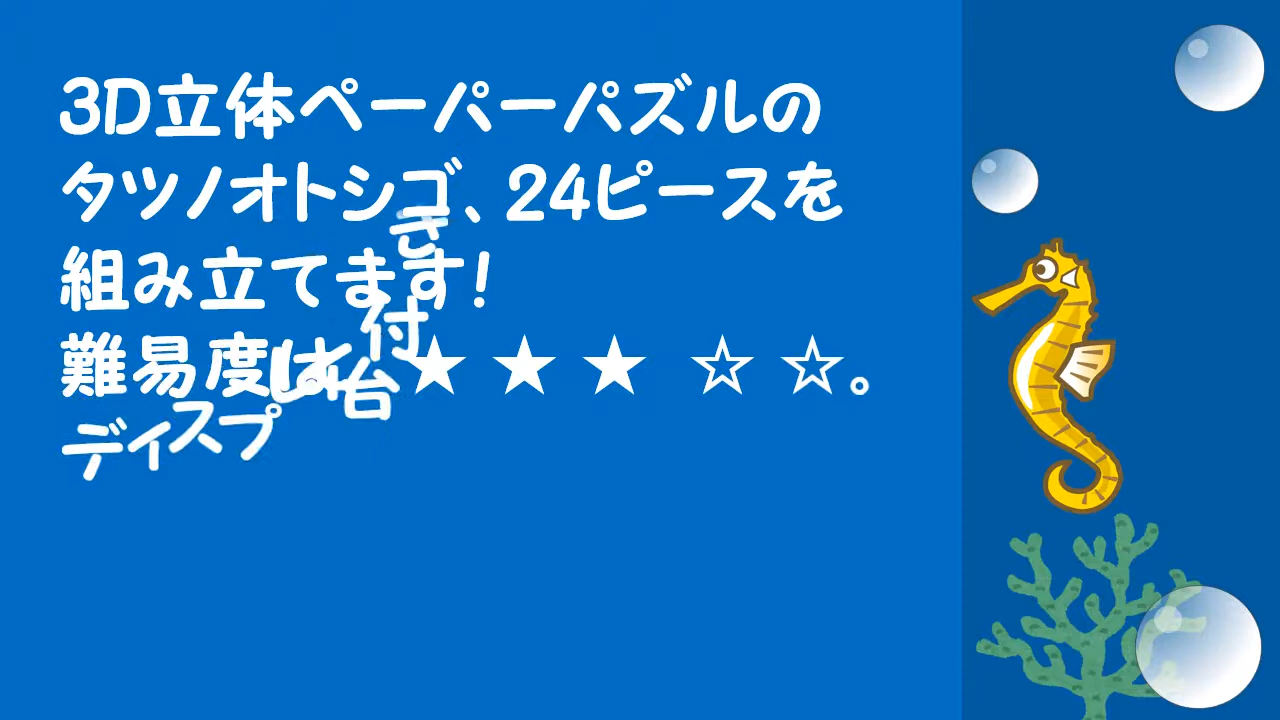 3D立体ペーパーパズルの
タツノオトシゴ、24ピースを
組み立てます!
難易度は、★★★☆☆。
ディスプレイ台付き